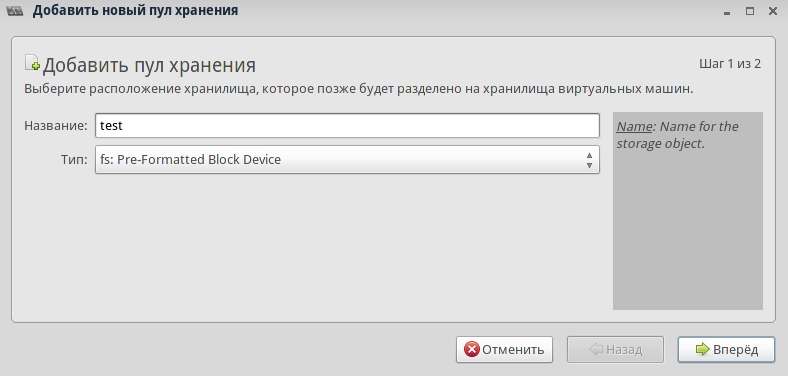 Добавить новый пул хранения
Добавить пул хранения
Шаг 1 из 2
Выберите расположение хранилища, которое позже будет разделено на хранилища виртуальных машин.
Название: test
Тип: fs: Pre-Formatted Block Device
Name: Name for the
storage object.
Отменить
Назад
Вперёд